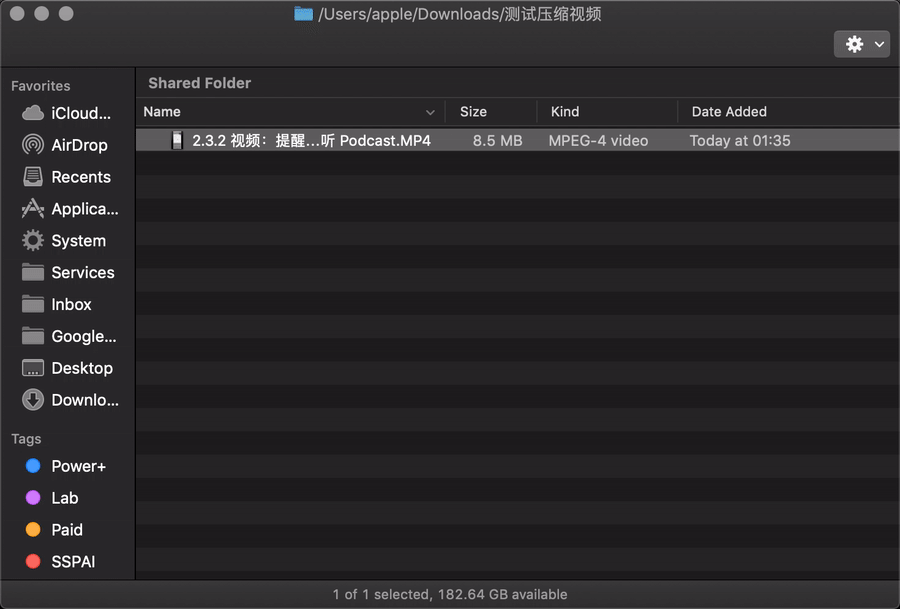 /Users/apple/Downloads/测试压缩视频
Favorites
iCloud...
AirDrop
Recents
Applica...
System
Services
Inbox
Google...
Desktop
Downlo...
Tags
Power+
Lab
Paid
SSPAI
Shared Folder
Name Size Kind Date Added
2.3.2 视频：提醒...听 Podcast.MP4 8.5 MB MPEG-4 video Today at 01:35
1 of 1 selected, 182.64 GB available